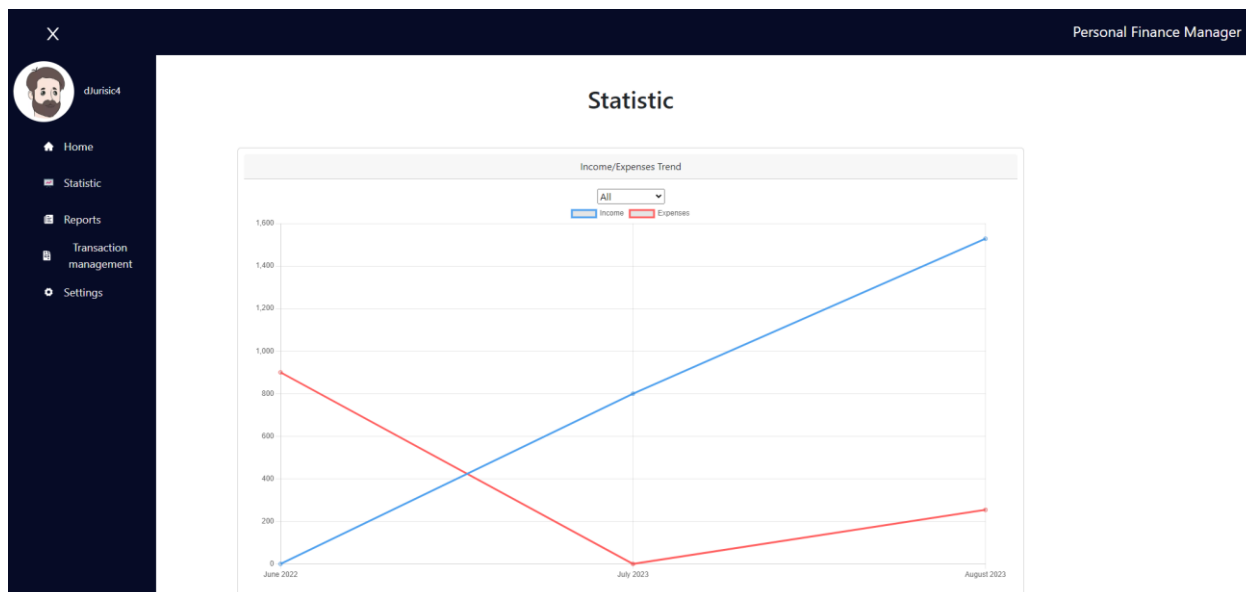 X
Personal Finance Manager
dJurisic4
Home
Statistic
Reports
Transaction
management
Settings
Statistic
Income/Expenses Trend
All
Income Expenses
1,600
1,400
1,200
1,000
800
600
400
200
0
June 2022 July 2023 August 2023